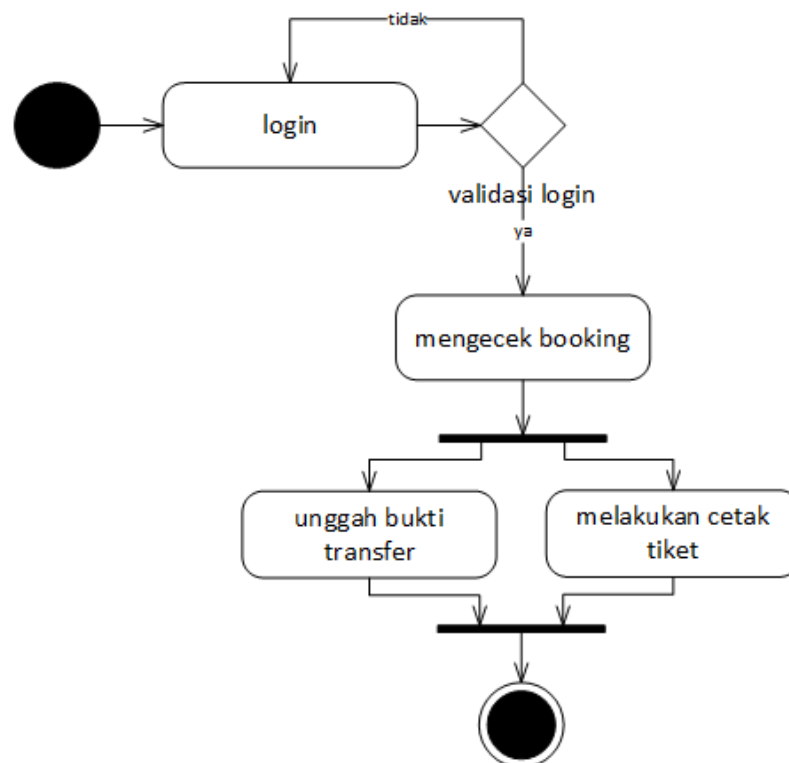 tidak
login
validasi login
ya
mengecek booking
unggah bukti
transfer
melakukan cetak
tiket